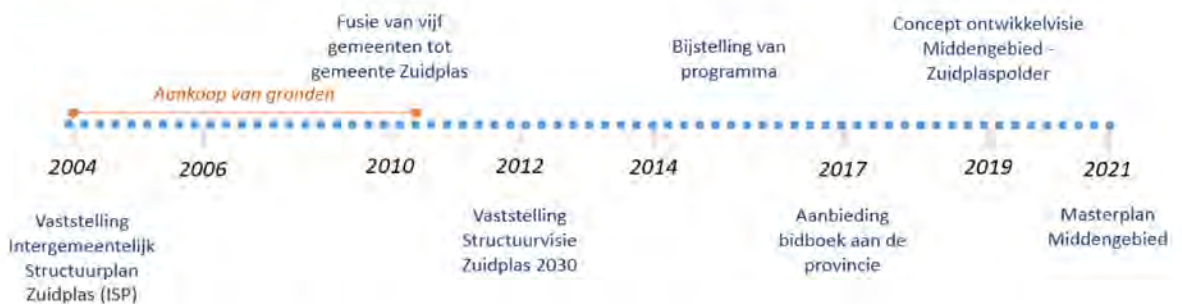 Fusie van vijf
gemeenten tot
gemeente Zuidplas
Bijstelling van
programma
Concept ontwikkelvisie
Middengebied -
Zuidplaspolder
Aankoop van gronden
2004 2006 2010 2012 2014 2017 2019 2021
Vaststelling
Intergemeentelijk
Structuurplan
Zuidplas (ISP)
Vaststelling
Structuurvisie
Zuidplas 2030
Aanbieding
bidboek aan de
provincie
Masterplan
Middengebied